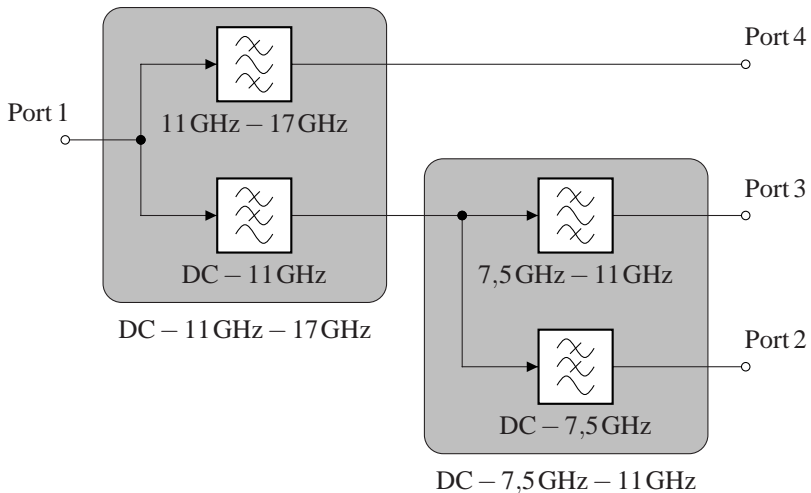 Port 4
Port 1
11 GHz – 17 GHz
Port 3
DC – 11 GHz
7,5 GHz – 11 GHz
DC – 11 GHz – 17 GHz
Port 2
DC – 7,5 GHz
DC – 7,5 GHz – 11 GHz